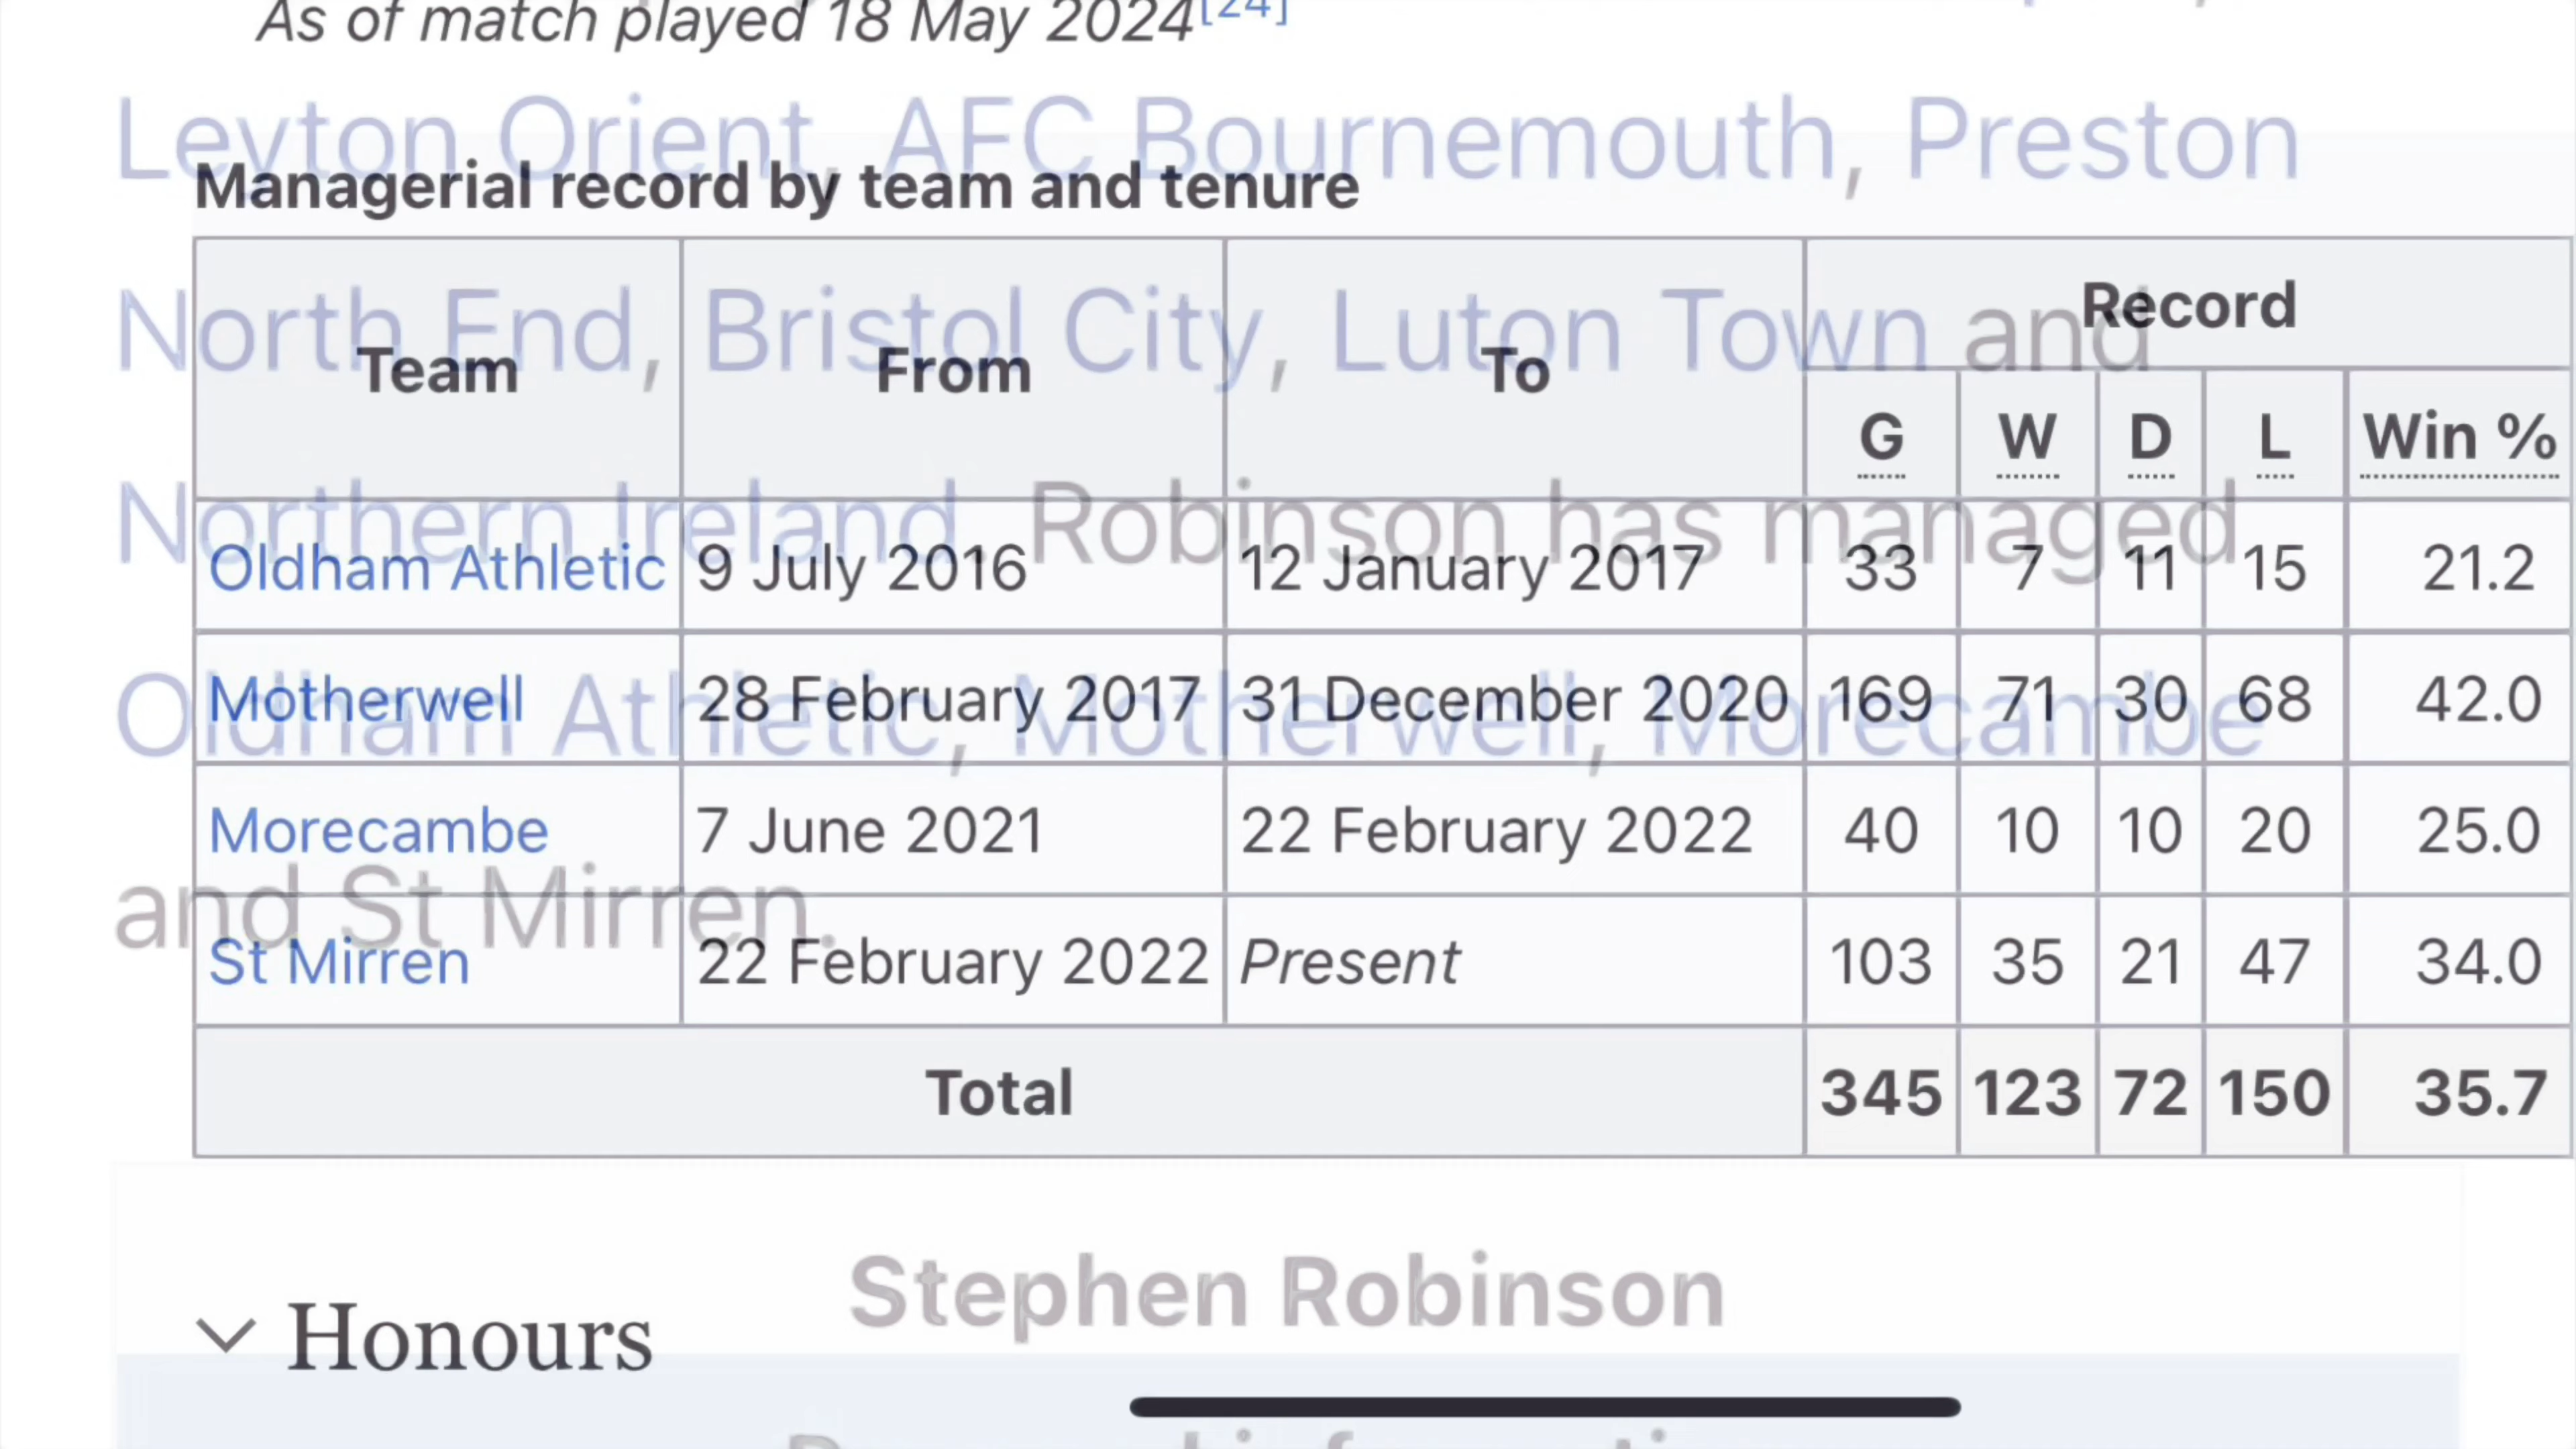 As of match played 18 May 2024[24]
Leyton Orient, AFC Bournemouth, Preston
Managerial record by team and tenure
North End, Bristol City, Luton Town and
Team From To Record
G W D L Win %
Northern Ireland. Robinson has managed
Oldham Athletic 9 July 2016 12 January 2017 33 7 11 15 21.2
Oldham Athletic, Motherwell, Morecambe
Motherwell 28 February 2017 31 December 2020 169 71 30 68 42.0
Morecambe 7 June 2021 22 February 2022 40 10 10 20 25.0
and St Mirren.
St Mirren 22 February 2022 Present 103 35 21 47 34.0
Total 345 123 72 150 35.7
Stephen Robinson
Honours